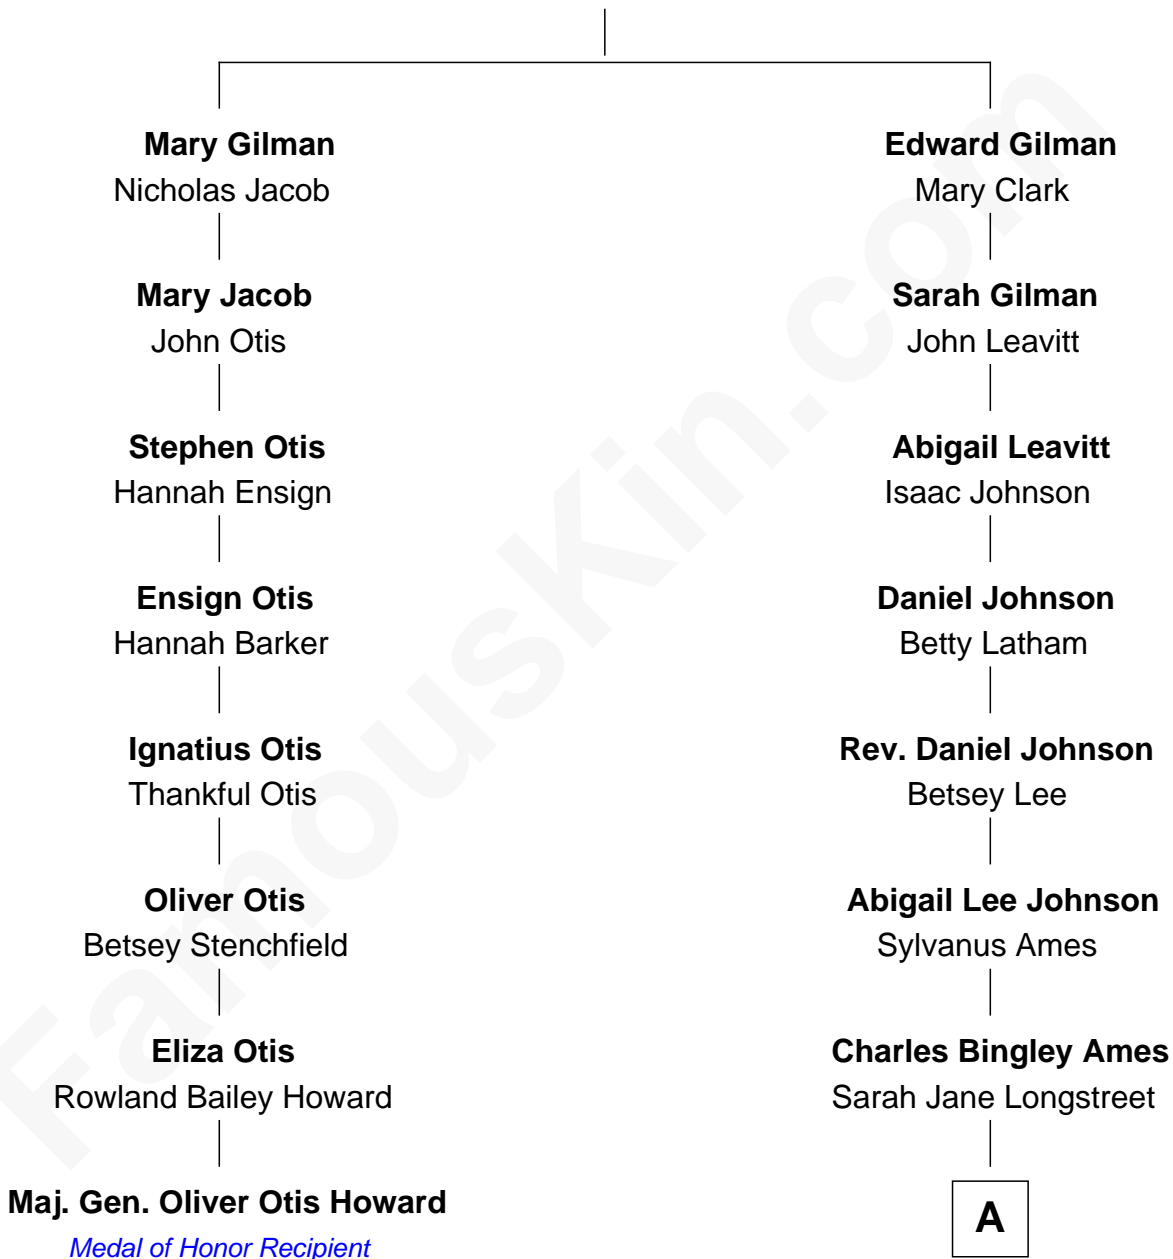 Mary Gilman
Nicholas Jacob
Mary Jacob
John Otis
Stephen Otis
Hannah Ensign
Ensign Otis
Hannah Barker
Ignatius Otis
Thankful Otis
Oliver Otis
Betsey Stenchfield
Eliza Otis
Rowland Bailey Howard
Maj. Gen. Oliver Otis Howard
Medal of Honor Recipient
Edward Gilman
Mary Clark
Sarah Gilman
John Leavitt
Abigail Leavitt
Isaac Johnson
Daniel Johnson
Betty Latham
Rev. Daniel Johnson
Betsey Lee
Abigail Lee Johnson
Sylvanus Ames
Charles Bingley Ames
Sarah Jane Longstreet
A
FamousKin.com